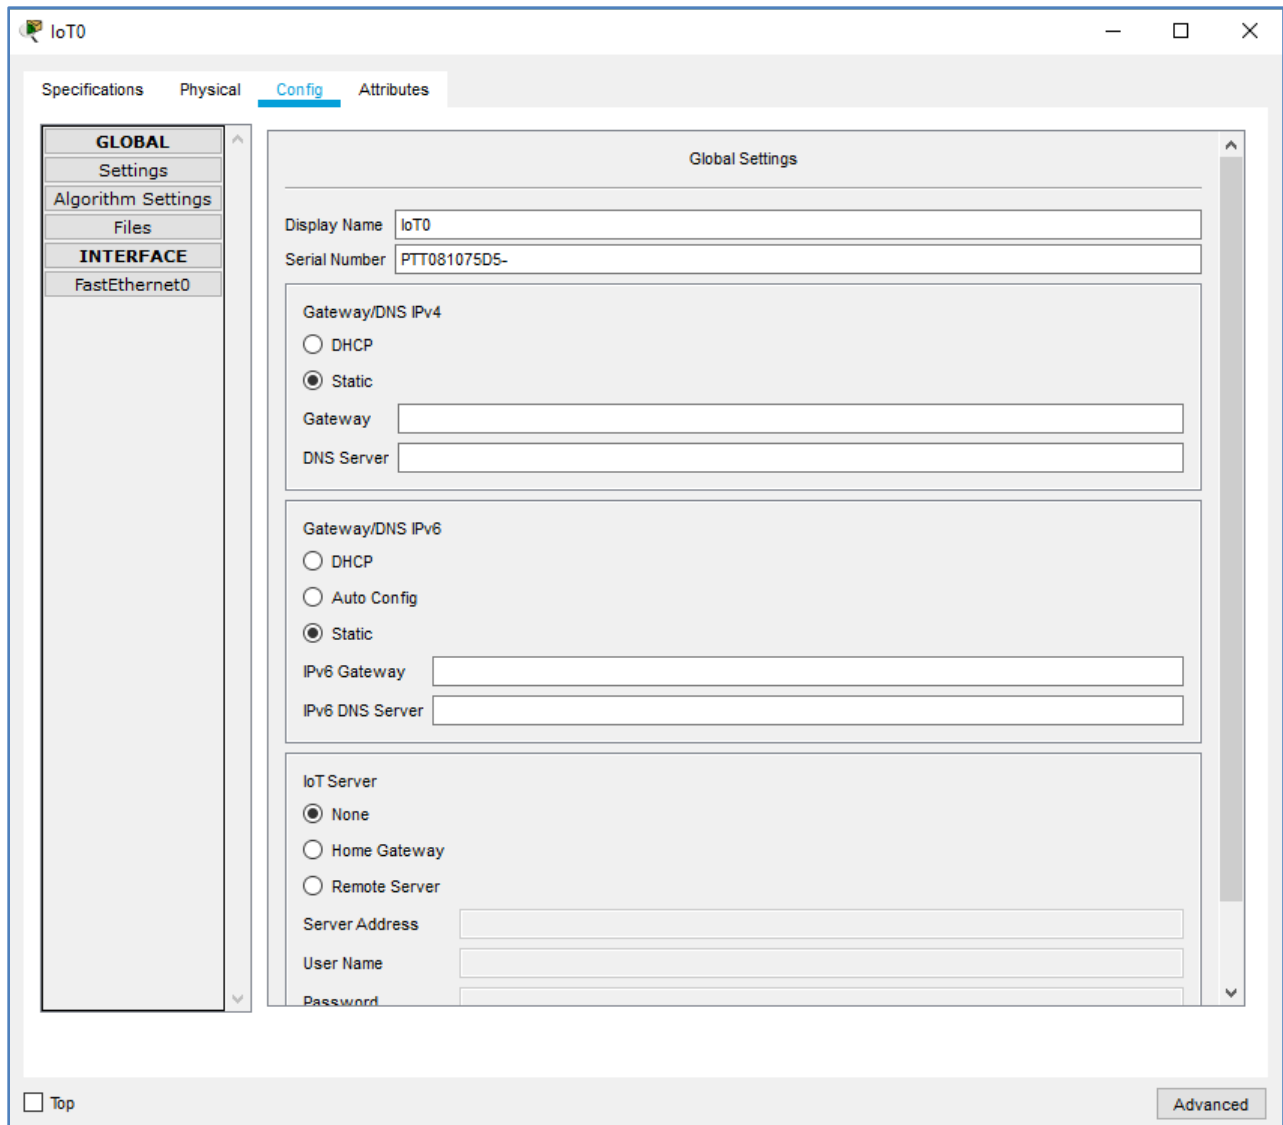 IoT0
Specifications Physical Config Attributes
GLOBAL
Settings
Algorithm Settings
Files
INTERFACE
FastEthernet0
Global Settings
Display Name IoT0
Serial Number PTT081075D5-
Gateway/DNS IPv4
DHCP
Static
Gateway
DNS Server
Gateway/DNS IPv6
DHCP
Auto Config
Static
IPv6 Gateway
IPv6 DNS Server
IoT Server
None
Home Gateway
Remote Server
Server Address
User Name
Password
Top
Advanced